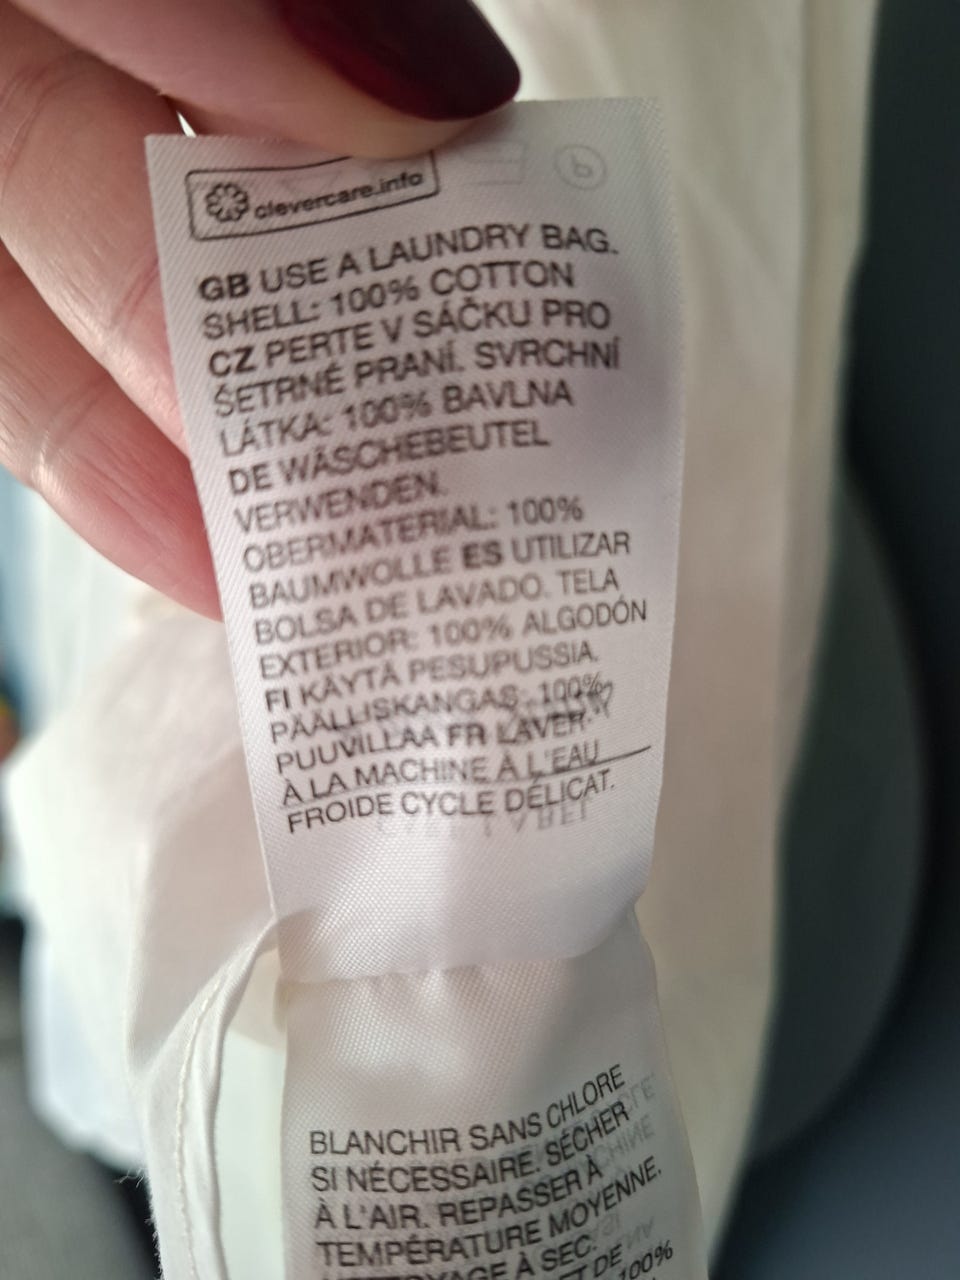 clevercare.info
GB USE A LAUNDRY BAG.
SHELL: 100% COTTON
CZ PERTE V SÁČKU PRO
ŠETRNÉ PRANÍ. SVRCHNÍ
LÁTKA: 100% BAVLNA
DE WÄSCHEBEUTEL
VERWENDEN.
OBERMATERIAL: 100%
BAUMWOLLE ES UTILIZAR
BOLSA DE LAVADO. TELA
EXTERIOR: 100% ALGODÓN
FI KÄYTÄ PESUPUSSIA.
PÄÄLLISKANGAS: 100%
PUUVILLAA FR LAVER
À LA MACHINE À L'EAU
FROIDE CYCLE DÉLICAT.
BLANCHIR SANS CHLORE
SI NÉCESSAIRE. SÉCHER
À L'AIR. REPASSER À
TEMPÉRATURE MOYENNE.
À SEC.
DE 100%